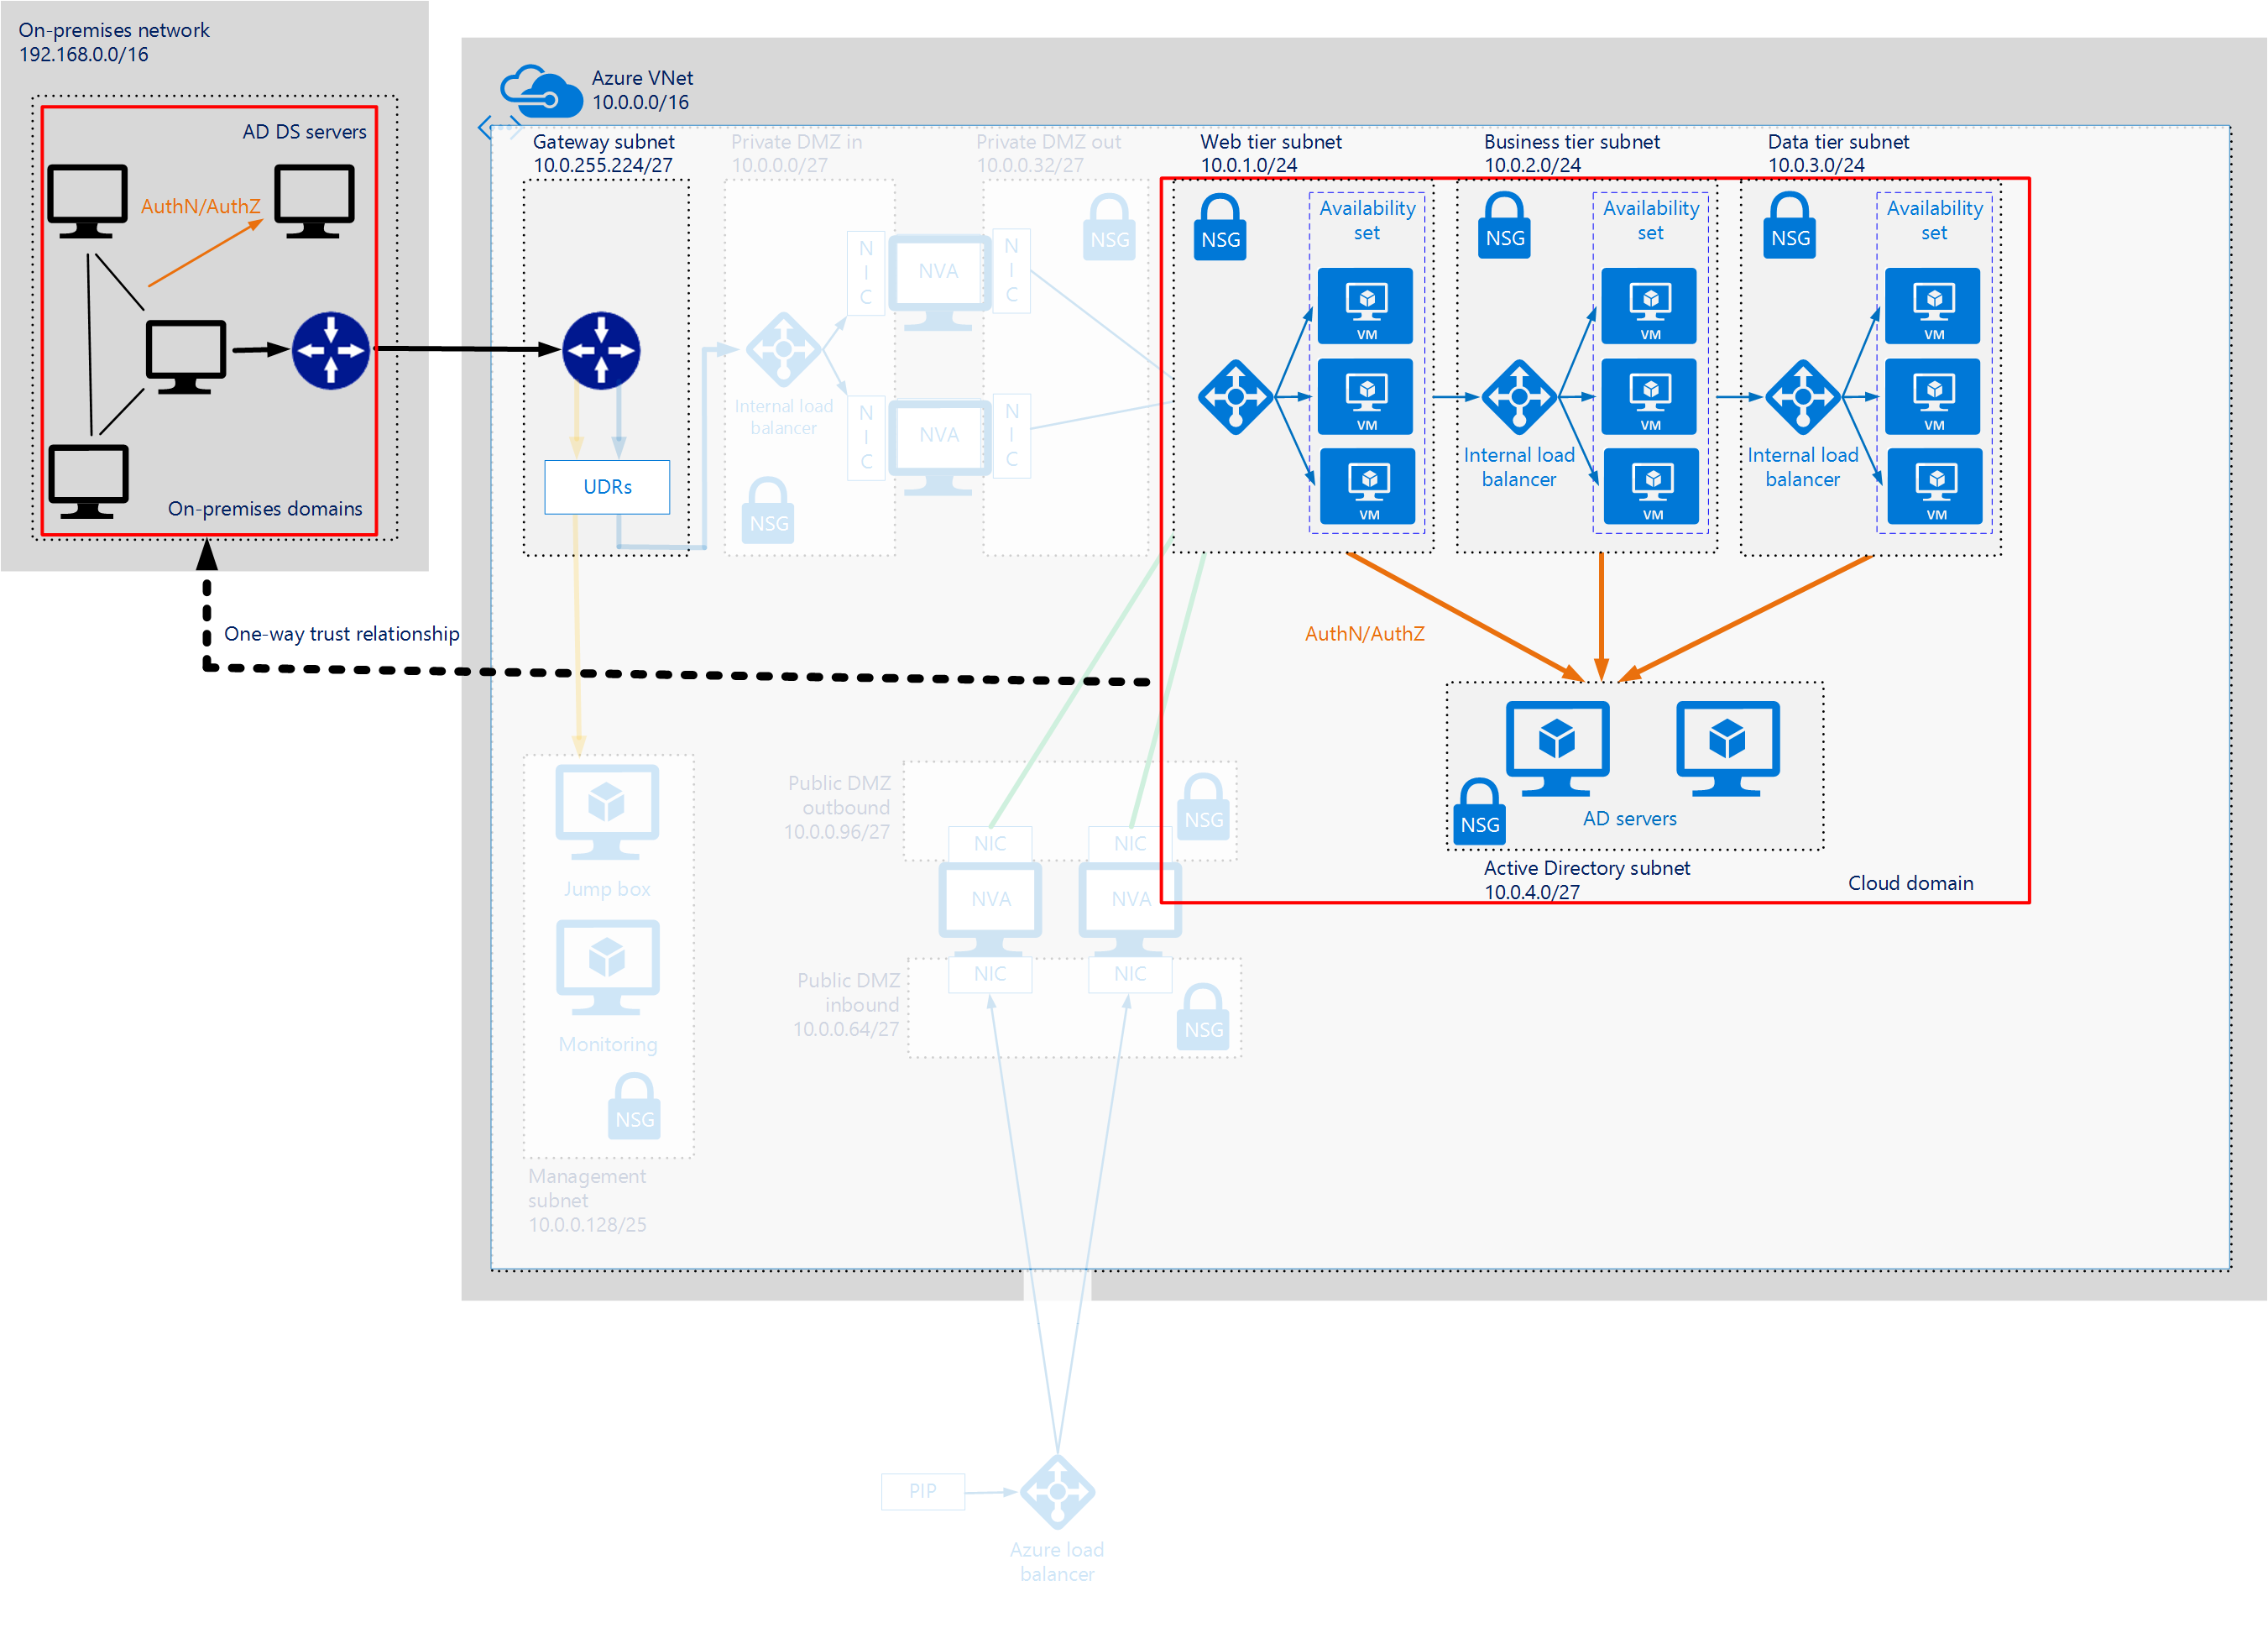 On-premises network
192.168.0.0/16
AD DS servers
AuthN/AuthZ
On-premises domains
One-way trust relationship
Azure VNet
10.0.0.0/16
Gateway subnet
10.0.255.224/27
UDRs
Private DMZ in
10.0.0.0/27
Internal load
balancer
NSG
N
I
C
N
I
C
NVA
NVA
Private DMZ out
10.0.0.32/27
N
I
C
N
I
C
NSG
Web tier subnet
10.0.1.0/24
NSG
Availability
set
VM
VM
VM
Business tier subnet
10.0.2.0/24
NSG
Availability
set
Internal load
balancer
VM
VM
VM
Data tier subnet
10.0.3.0/24
NSG
Availability
set
Internal load
balancer
VM
VM
VM
AuthN/AuthZ
NSG
AD servers
Active Directory subnet
10.0.4.0/27
Cloud domain
Jump box
Monitoring
NSG
Management
subnet
10.0.0.128/25
Public DMZ
outbound
10.0.0.96/27
NIC
NIC
NSG
NVA
NVA
Public DMZ
inbound
10.0.0.64/27
NIC
NIC
NSG
PIP
Azure load
balancer